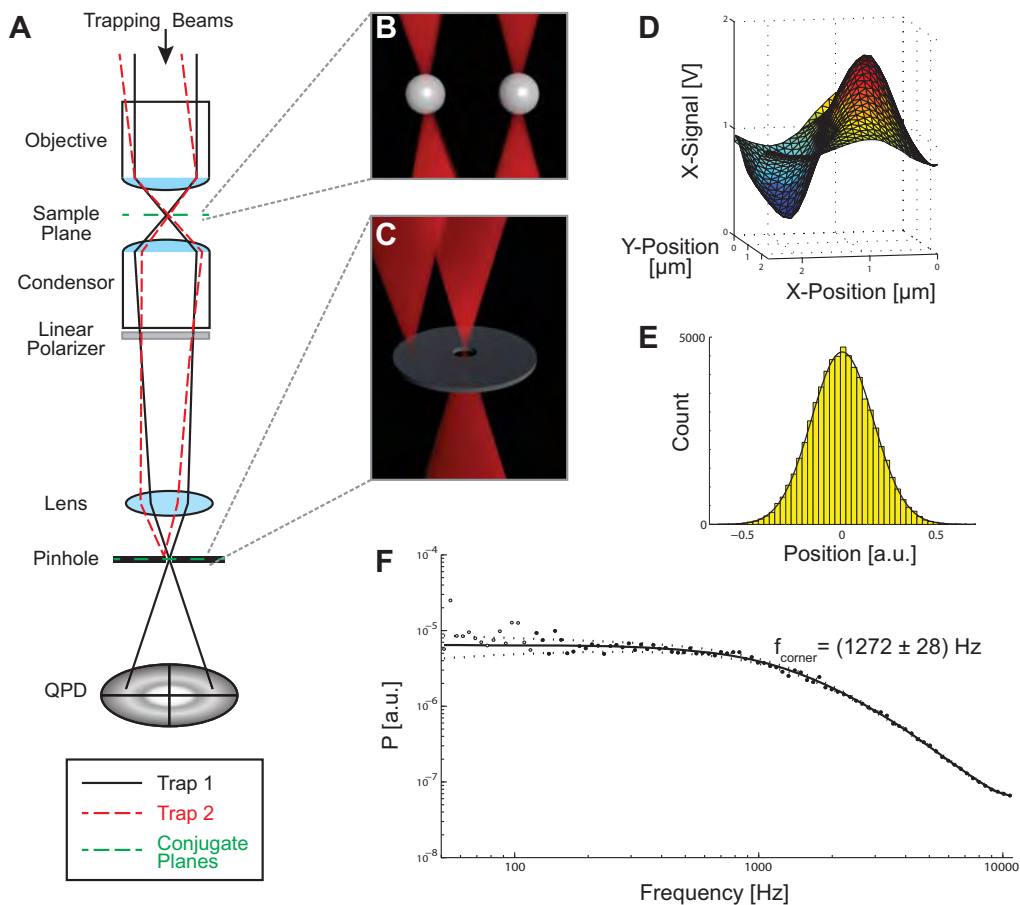 A
Trapping
Beams
Objective
Sample
Plane
Condensor
Linear
Polarizer
Lens
Pinhole
QPD
Trap 1
Trap 2
Conjugate
Planes
B
C
D
X-Signal [V]
2
1
0
Y-Position
[µm]
0
1
2
2
1
0
X-Position [µm]
E
Count
5000
0
−0.5
0
0.5
Position [a.u.]
F
P [a.u.]
10⁻⁴
10⁻⁵
10⁻⁶
10⁻⁷
10⁻⁸
f_corner = (1272 ± 28) Hz
100
1000
10000
Frequency [Hz]